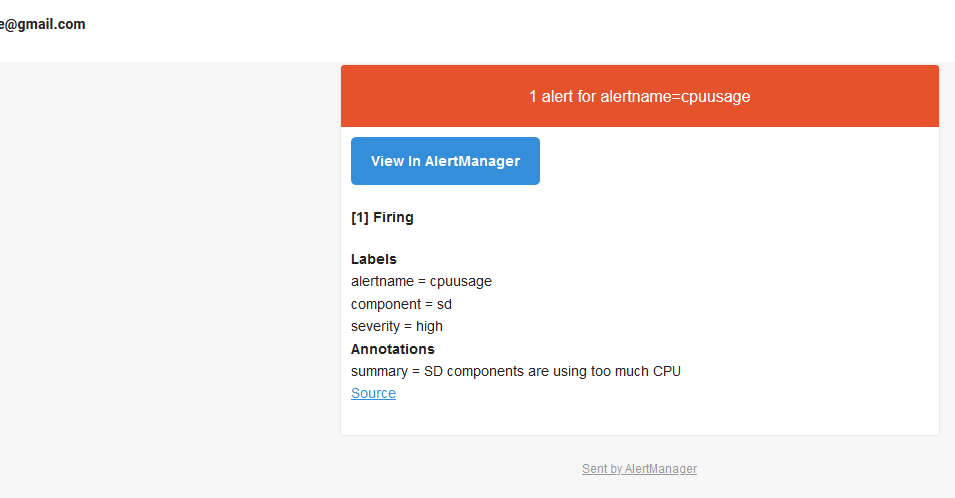 e@gmail.com
1 alert for alertname=cpuusage
View In AlertManager
[1] Firing
Labels
alertname = cpuusage
component = sd
severity = high
Annotations
summary = SD components are using too much CPU
Source
Sent by AlertManager